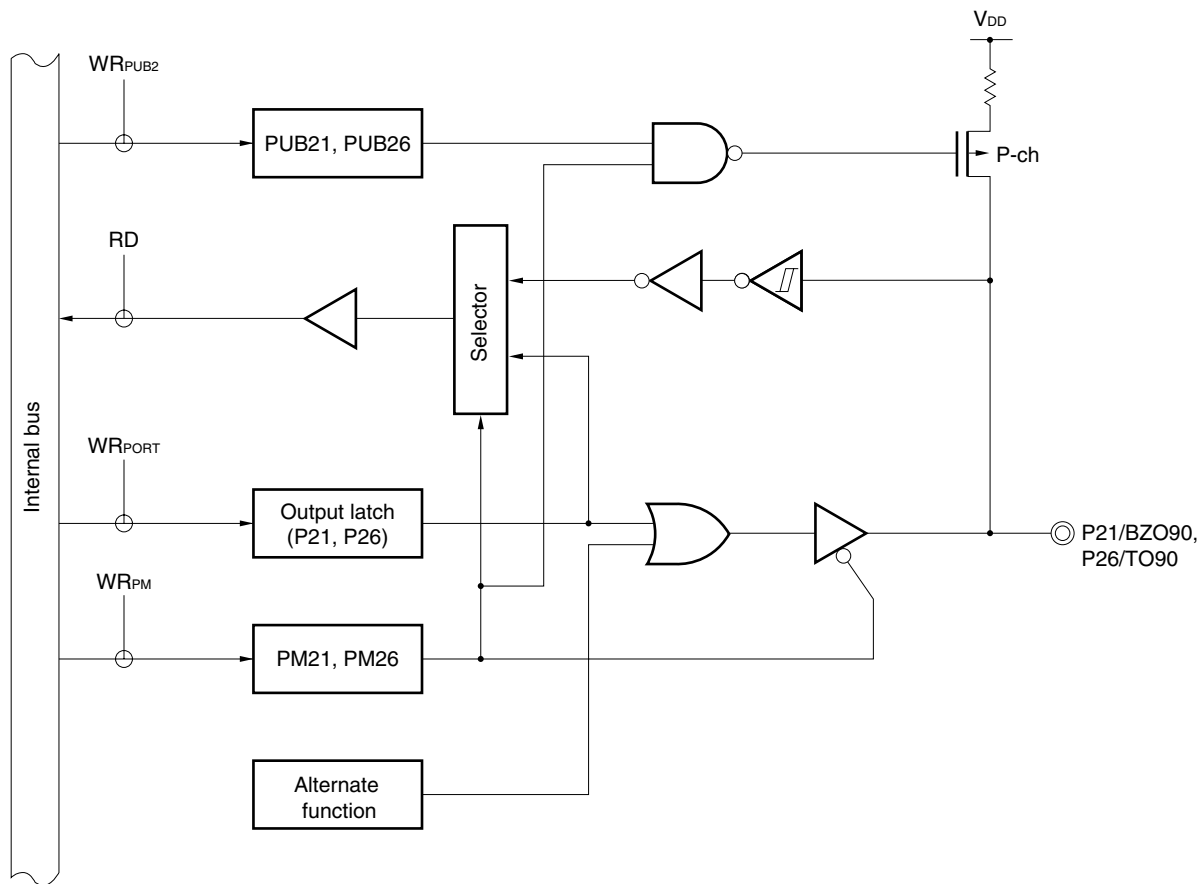 VDD
WRPUB2
PUB21, PUB26
P-ch
RD
Selector
Internal bus
WRPORT
Output latch
(P21, P26)
P21/BZO90,
P26/TO90
WRPM
PM21, PM26
Alternate
function